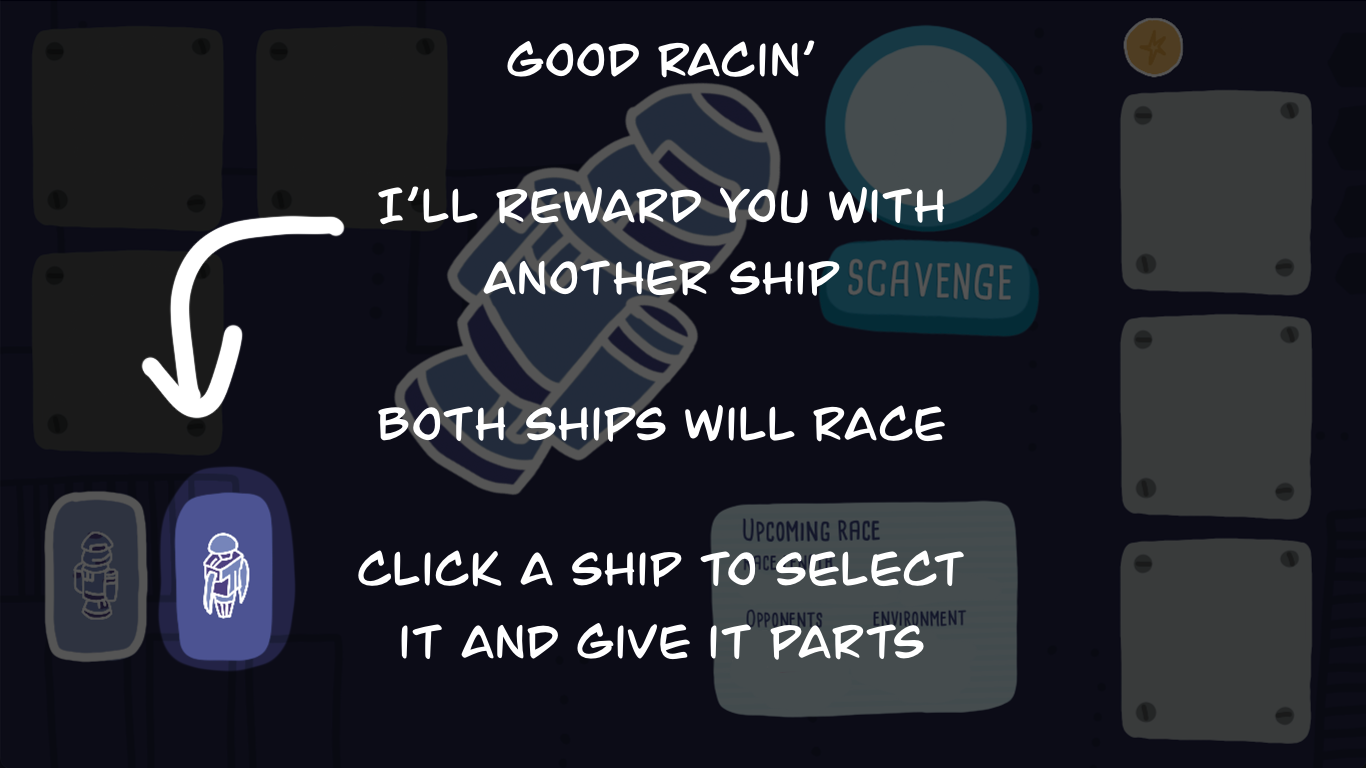 GOOD RACIN'
I'LL REWARD YOU WITH
ANOTHER SHIP
SCAVENGE
BOTH SHIPS WILL RACE
UPCOMING RACE
CLICK A SHIP TO SELECT
OPPONENTS ENVIRONMENT
IT AND GIVE IT PARTS